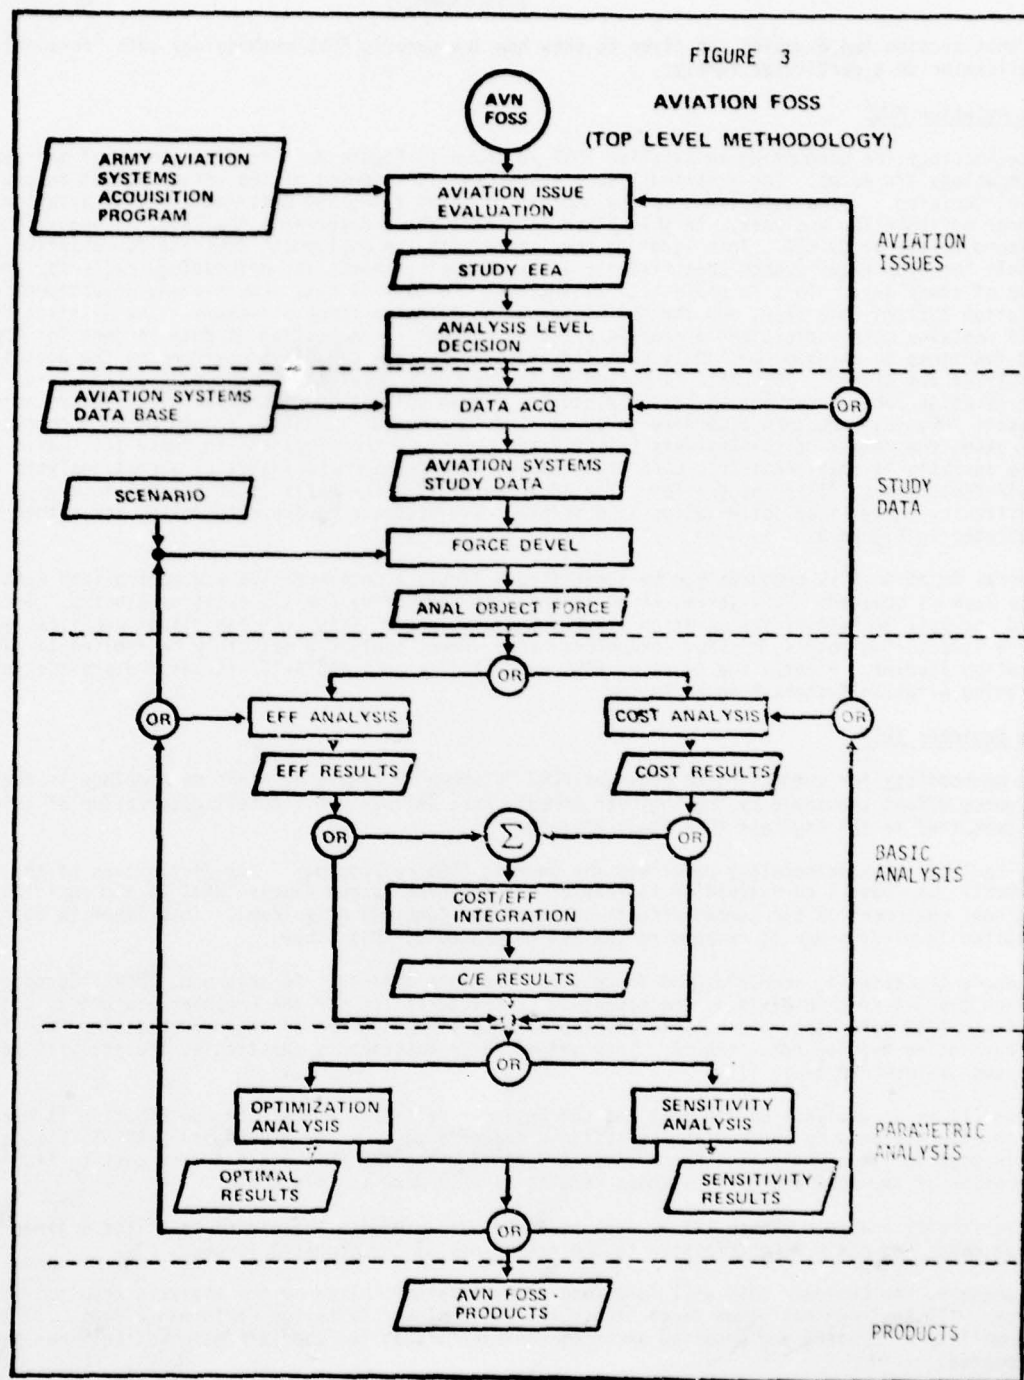 FIGURE 3
AVIATION FOSS
(TOP LEVEL METHODOLOGY)
AVN
FOSS
ARMY AVIATION
SYSTEMS
ACQUISITION
PROGRAM
AVIATION ISSUE
EVALUATION
STUDY EEA
AVIATION
ISSUES
ANALYSIS LEVEL
DECISION
AVIATION SYSTEMS
DATA BASE
DATA ACQ
OR
AVIATION SYSTEMS
STUDY DATA
SCENARIO
STUDY
DATA
FORCE DEVEL
ANAL OBJECT FORCE
OR
OR
EFF ANALYSIS
COST ANALYSIS
OR
EFF RESULTS
COST RESULTS
OR
Σ
OR
BASIC
ANALYSIS
COST/EFF
INTEGRATION
C/E RESULTS
OR
OPTIMIZATION
ANALYSIS
SENSITIVITY
ANALYSIS
PARAMETRIC
ANALYSIS
OPTIMAL
RESULTS
SENSITIVITY
RESULTS
OR
AVN FOSS -
PRODUCTS
PRODUCTS